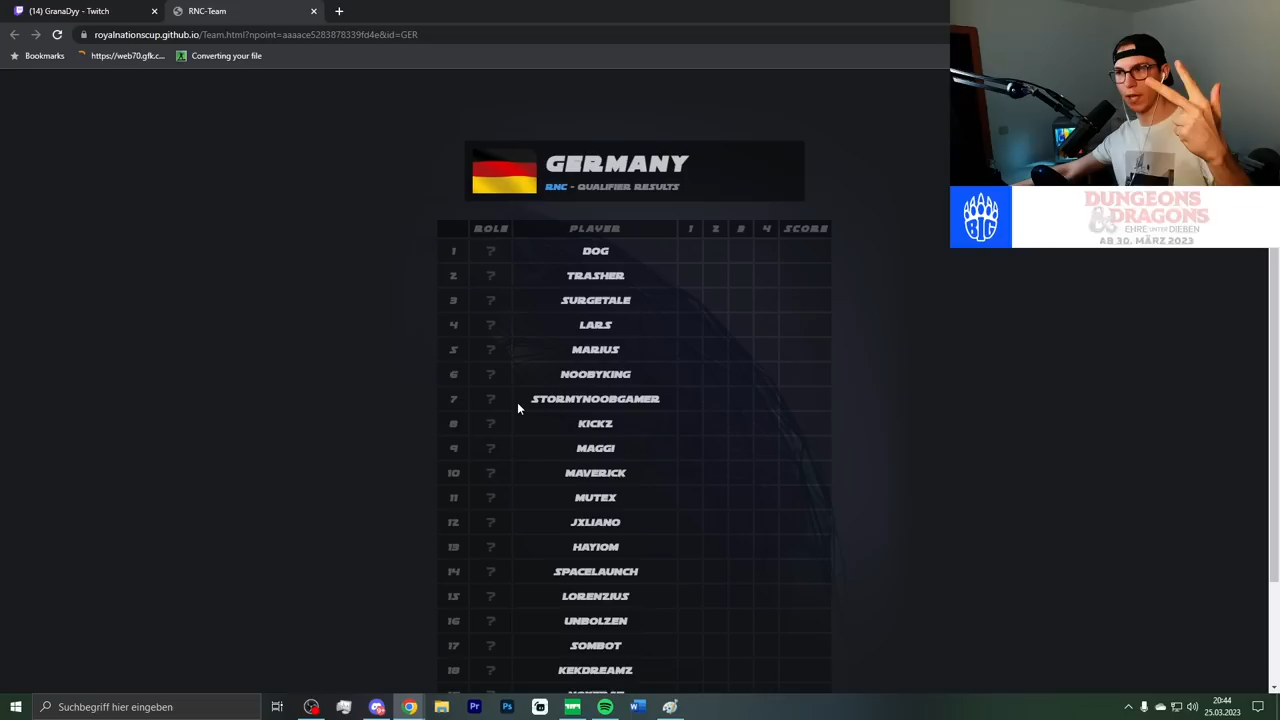 (14) GranaDyy - Twitch
RNC-Team
royalnationscup.github.io/Team.html?npoint=aaaace5283878339fd4e&id=GER
Bookmarks
https://web70.gfk.c...
Converting your file
GERMANY
RNC - QUALIFIER RESULTS
ROLE PLAYER 1 2 3 4 SCORE
1 ? DOG
2 ? TRASHER
3 ? SURGETALE
4 ? LARS
5 ? MARIUS
6 ? NOOBYKING
7 ? STORMYNOOBGAMER
8 ? KICKZ
9 ? MAGGI
10 ? MAVERICK
11 ? MUTEX
12 ? JXLIANO
13 ? HAYIOM
14 ? SPACELAUNCH
15 ? LORENZIUS
16 ? UNBOLZEN
17 ? SOMBOT
18 ? KEKDREAMZ
BIG
DUNGEONS
& DRAGONS
EHRE UNTER DIEBEN
AB 30. MÄRZ 2023
Suchbegriff hier eingeben
20:44
25.03.2023